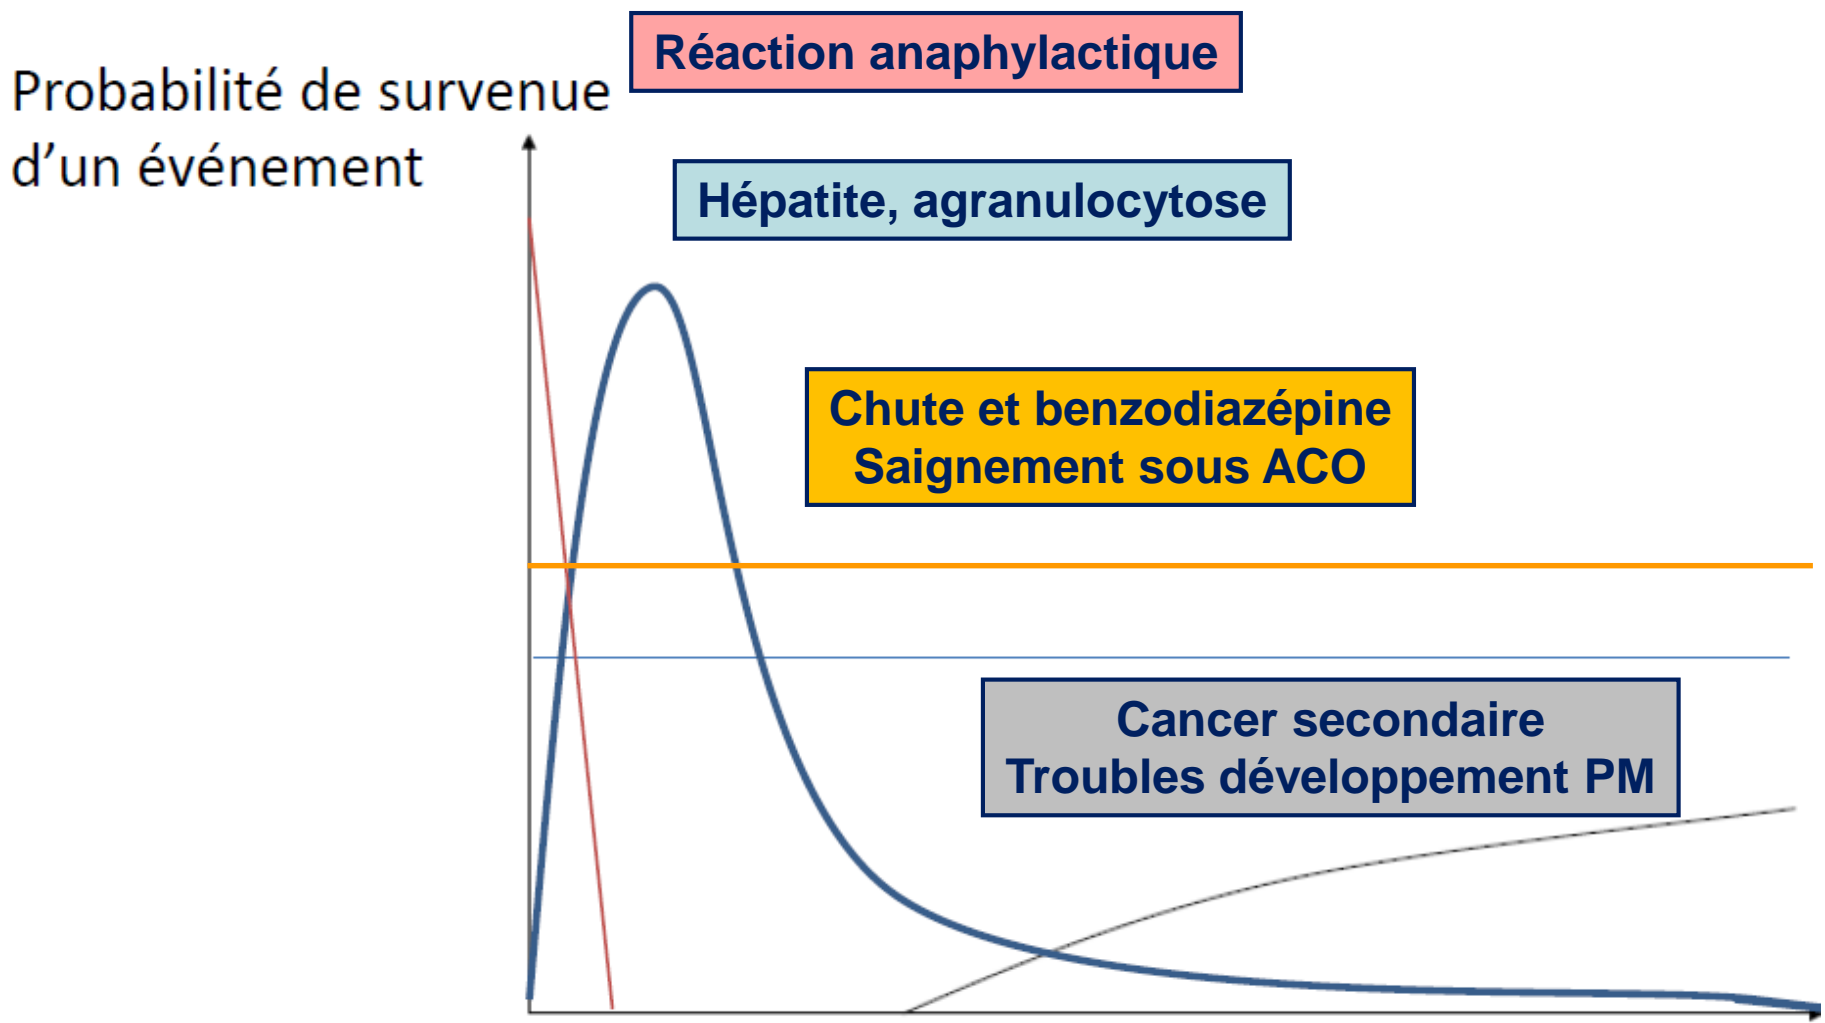 Réaction anaphylactique
Probabilité de survenue
d'un événement
Hépatite, agranulocytose
Chute et benzodiazépine
Saignement sous ACO
Cancer secondaire
Troubles développement PM